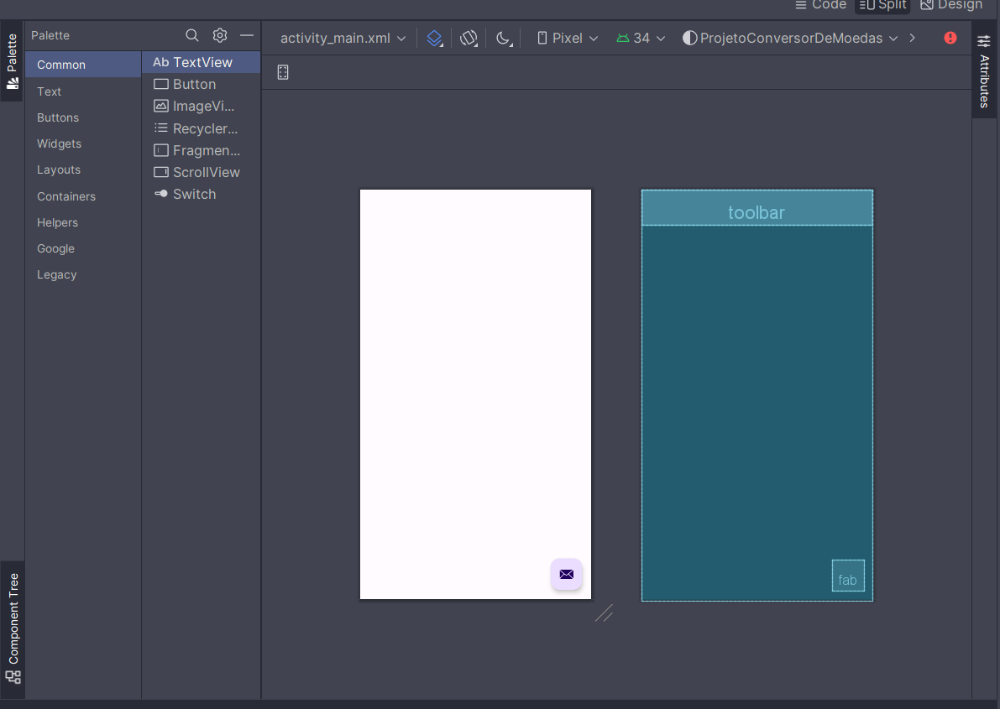 Code Split Design
Palette
Palette
activity_main.xml
Pixel
34
ProjetoConversorDeMoedas
Attributes
Common
Text
Buttons
Widgets
Layouts
Containers
Helpers
Google
Legacy
Ab TextView
Button
ImageVi...
Recycler...
Fragmen...
ScrollView
Switch
toolbar
fab
Component Tree